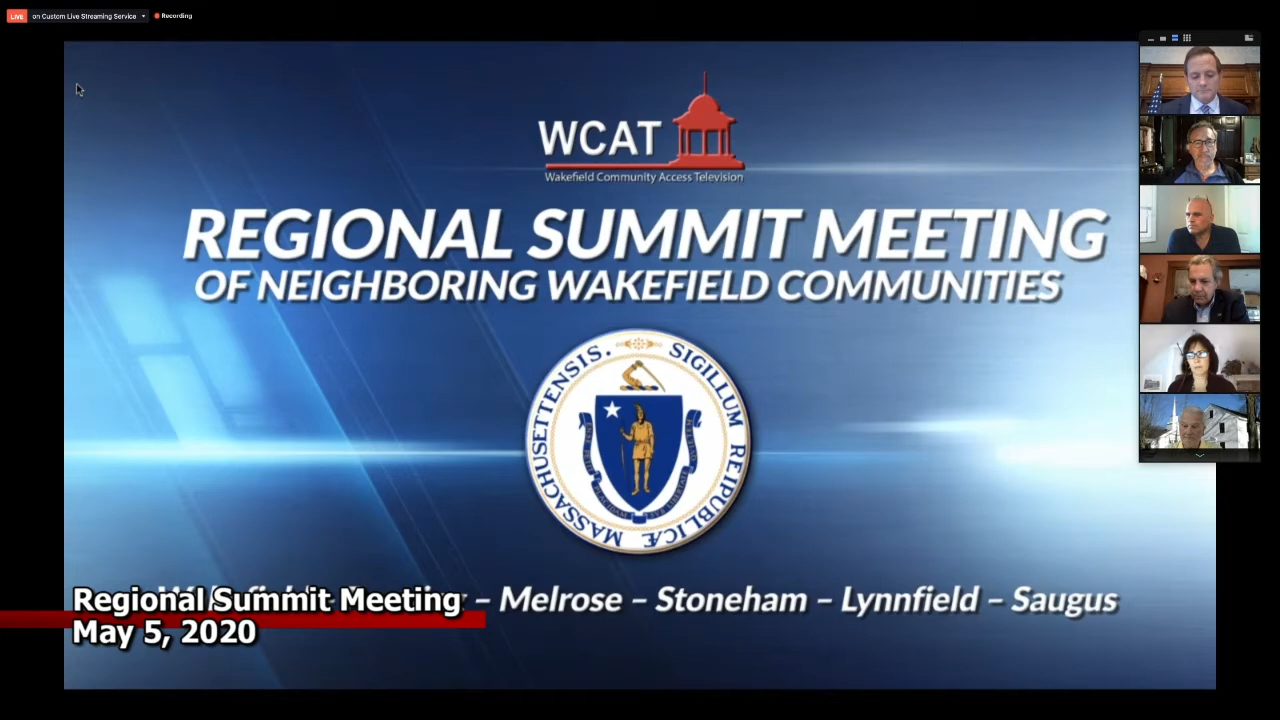 LIVE on Custom Live Streaming Service Recording
WCAT
Wakefield Community Access Television
REGIONAL SUMMIT MEETING
OF NEIGHBORING WAKEFIELD COMMUNITIES
SIGILLUM REIPUBLICÆ MASSACHUSETTENSIS.
– Melrose – Stoneham – Lynnfield – Saugus
Regional Summit Meeting
May 5, 2020